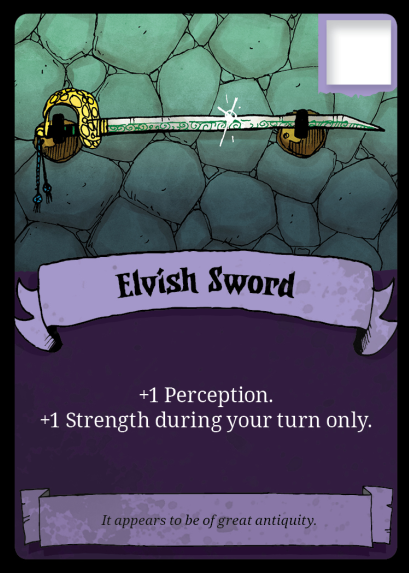 Elvish Sword
+1 Perception.
+1 Strength during your turn only.
It appears to be of great antiquity.